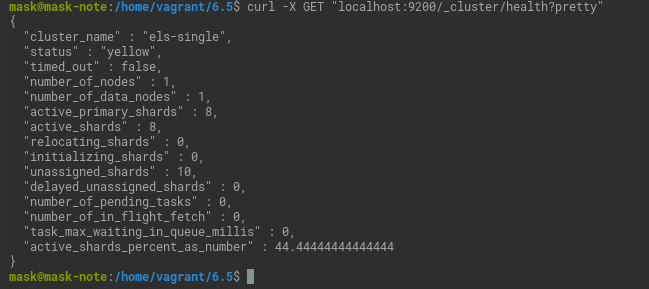 mask@mask-note:/home/vagrant/6.5$ curl -X GET "localhost:9200/_cluster/health?pretty"
{
  "cluster_name" : "els-single",
  "status" : "yellow",
  "timed_out" : false,
  "number_of_nodes" : 1,
  "number_of_data_nodes" : 1,
  "active_primary_shards" : 8,
  "active_shards" : 8,
  "relocating_shards" : 0,
  "initializing_shards" : 0,
  "unassigned_shards" : 10,
  "delayed_unassigned_shards" : 0,
  "number_of_pending_tasks" : 0,
  "number_of_in_flight_fetch" : 0,
  "task_max_waiting_in_queue_millis" : 0,
  "active_shards_percent_as_number" : 44.44444444444444
}
mask@mask-note:/home/vagrant/6.5$